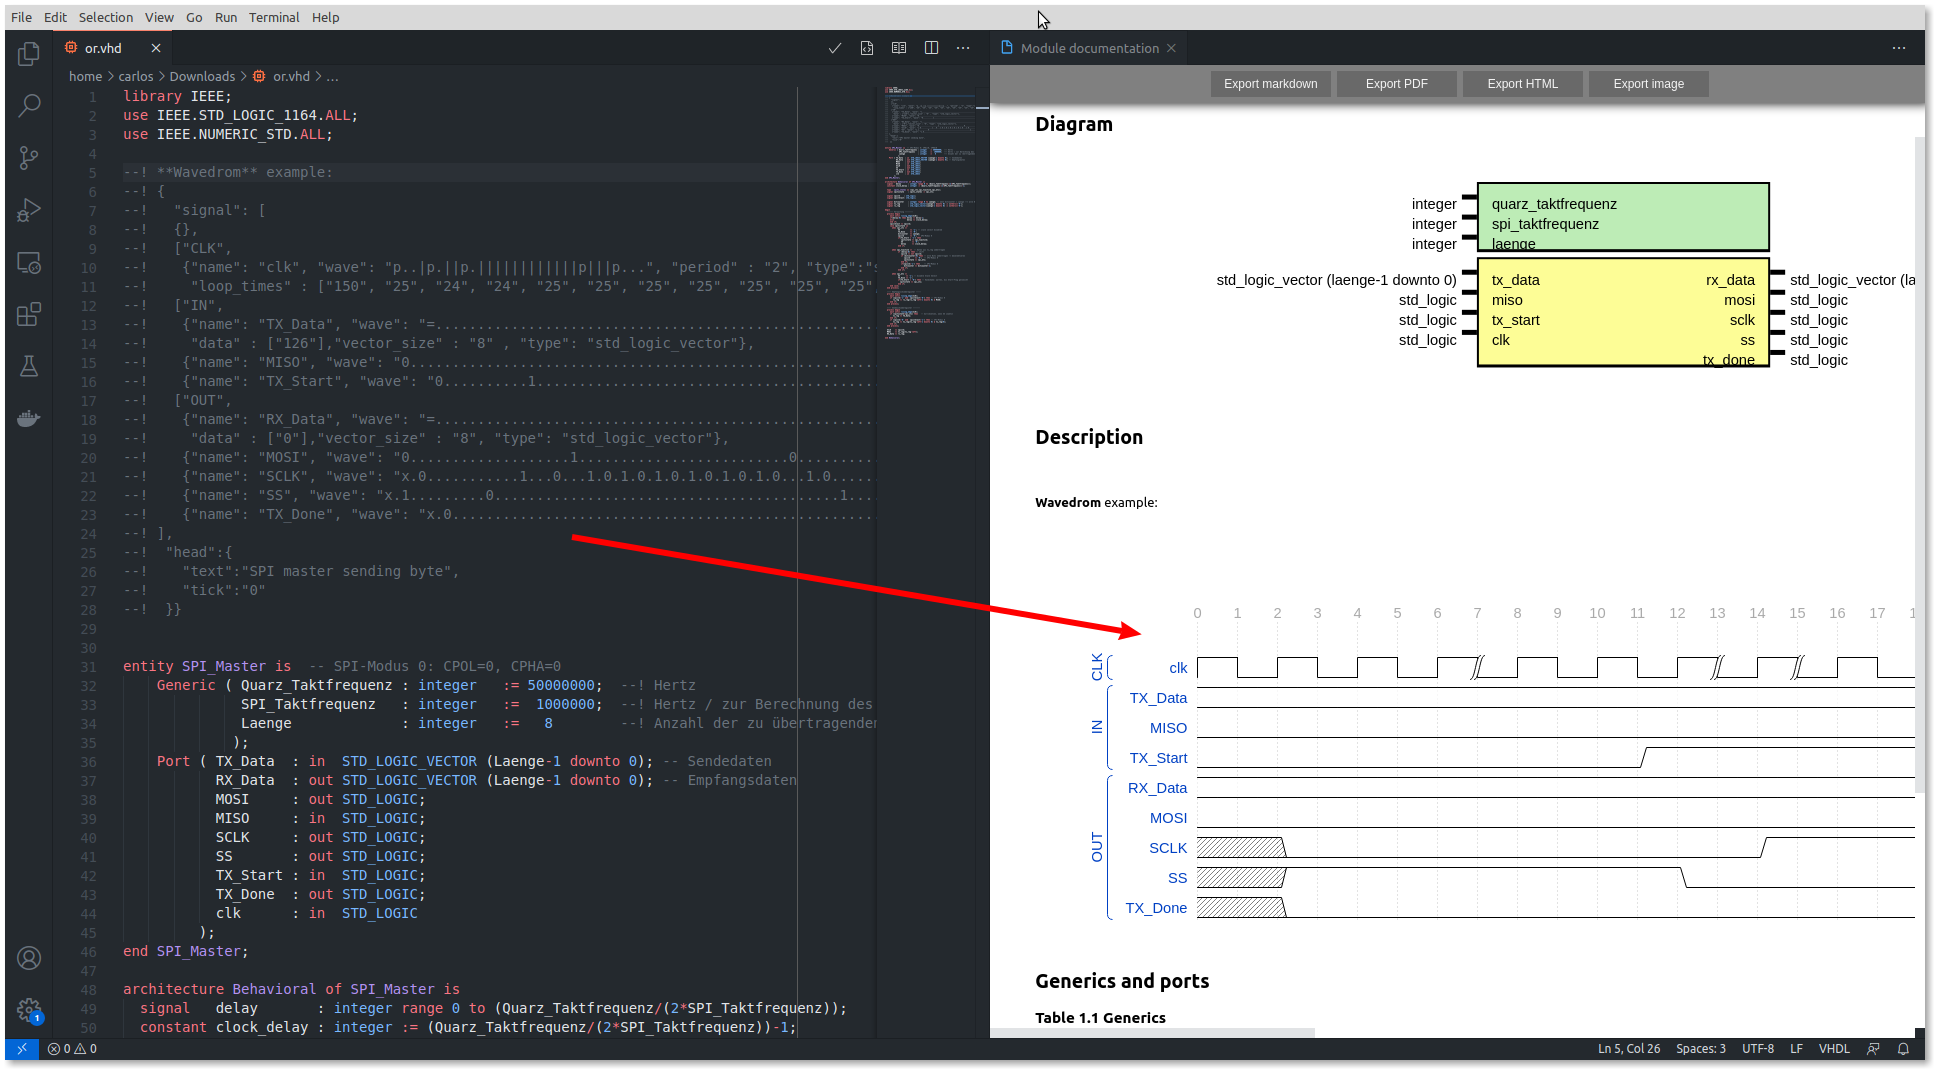 File Edit Selection View Go Run Terminal Help
or.vhd
home > carlos > Downloads > or.vhd > ...
1 library IEEE;
2 use IEEE.STD_LOGIC_1164.ALL;
3 use IEEE.NUMERIC_STD.ALL;
4
5 --! **Wavedrom** example:
6 --! {
7 --!   "signal": [
8 --!   {},
9 --!   ["CLK",
10 --!    {"name": "clk", "wave": "p..|p.||p.||||||||||||p|||p...", "period" : "2", "type":"s
11 --!     "loop_times" : ["150", "25", "24", "24", "25", "25", "25", "25", "25", "25", "25"
12 --!   ["IN",
13 --!    {"name": "TX_Data", "wave": "=....................................................
14 --!     "data" : ["126"],"vector_size" : "8" , "type": "std_logic_vector"},
15 --!    {"name": "MISO", "wave": "0.......................................................
16 --!    {"name": "TX_Start", "wave": "0..........1........................................
17 --!   ["OUT",
18 --!    {"name": "RX_Data", "wave": "=....................................................
19 --!     "data" : ["0"],"vector_size" : "8", "type": "std_logic_vector"},
20 --!    {"name": "MOSI", "wave": "0...................1.........................0..........
21 --!    {"name": "SCLK", "wave": "x.0...........1...0...1.0.1.0.1.0.1.0.1.0.1.0...1.0.....
22 --!    {"name": "SS", "wave": "x.1.........0.........................................1...
23 --!    {"name": "TX_Done", "wave": "x.0..................................................
24 --! ],
25 --!  "head":{
26 --!    "text":"SPI master sending byte",
27 --!    "tick":"0"
28 --!  }}
29
30
31 entity SPI_Master is  -- SPI-Modus 0: CPOL=0, CPHA=0
32     Generic ( Quarz_Taktfrequenz : integer   := 50000000;  --! Hertz
33               SPI_Taktfrequenz   : integer   :=  1000000;  --! Hertz / zur Berechnung des
34               Laenge             : integer   :=   8        --! Anzahl der zu übertragenden
35              );
36     Port ( TX_Data  : in  STD_LOGIC_VECTOR (Laenge-1 downto 0); -- Sendedaten
37            RX_Data  : out STD_LOGIC_VECTOR (Laenge-1 downto 0); -- Empfangsdaten
38            MOSI     : out STD_LOGIC;
39            MISO     : in  STD_LOGIC;
40            SCLK     : out STD_LOGIC;
41            SS       : out STD_LOGIC;
42            TX_Start : in  STD_LOGIC;
43            TX_Done  : out STD_LOGIC;
44            clk      : in  STD_LOGIC
45          );
46 end SPI_Master;
47
48 architecture Behavioral of SPI_Master is
49   signal   delay       : integer range 0 to (Quarz_Taktfrequenz/(2*SPI_Taktfrequenz));
50   constant clock_delay : integer := (Quarz_Taktfrequenz/(2*SPI_Taktfrequenz))-1;
Module documentation
Export markdown Export PDF Export HTML Export image
Diagram
integer quarz_taktfrequenz
integer spi_taktfrequenz
integer laenge
std_logic_vector (laenge-1 downto 0) tx_data rx_data std_logic_vector (la
std_logic miso mosi std_logic
std_logic tx_start sclk std_logic
std_logic clk ss std_logic
tx_done std_logic
Description
Wavedrom example:
0 1 2 3 4 5 6 7 8 9 10 11 12 13 14 15 16 17 1
CLK
clk
IN
TX_Data
MISO
TX_Start
OUT
RX_Data
MOSI
SCLK
SS
TX_Done
Generics and ports
Table 1.1 Generics
1
0 0
Ln 5, Col 26 Spaces: 3 UTF-8 LF VHDL